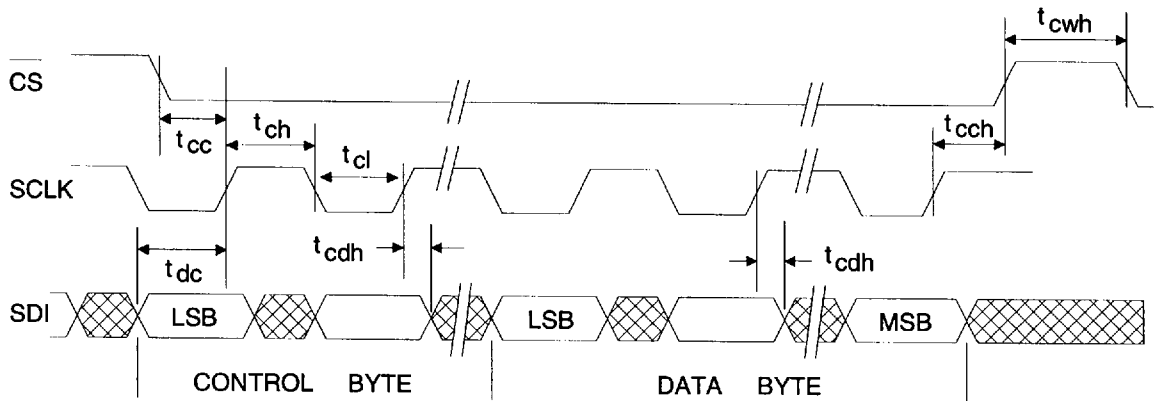 t cwh
CS
t cc
t ch
t cl
t cch
SCLK
t dc
t cdh
t cdh
SDI
LSB
LSB
MSB
CONTROL BYTE
DATA BYTE